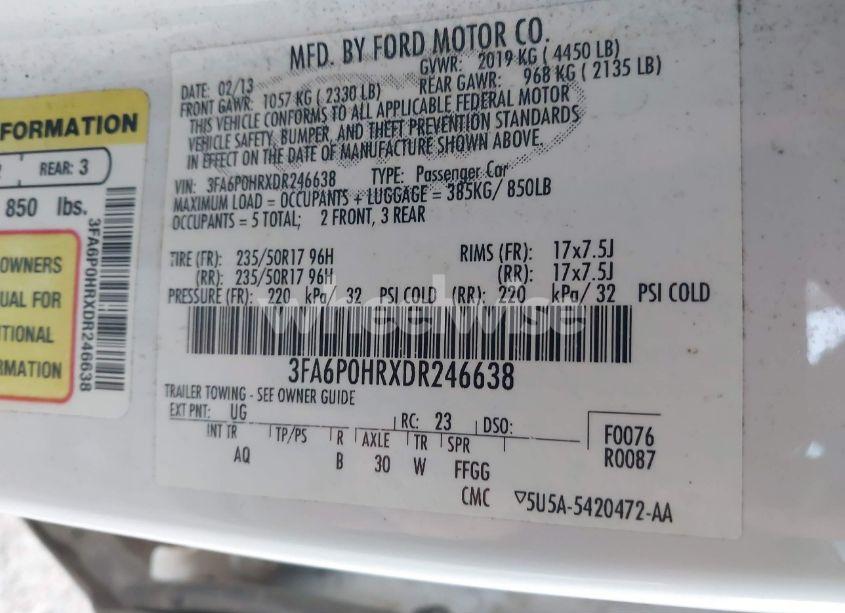 MFD. BY FORD MOTOR CO.
DATE: 02/13
GVWR: 2019 KG ( 4450 LB)
FRONT GAWR: 1057 KG ( 2330 LB)
REAR GAWR: 968 KG ( 2135 LB)
THIS VEHICLE CONFORMS TO ALL APPLICABLE FEDERAL MOTOR
VEHICLE SAFETY, BUMPER, AND THEFT PREVENTION STANDARDS
IN EFFECT ON THE DATE OF MANUFACTURE SHOWN ABOVE.
VIN: 3FA6P0HRXDR246638 TYPE: Passenger Car
MAXIMUM LOAD = OCCUPANTS + LUGGAGE = 385KG/ 850LB
OCCUPANTS = 5 TOTAL; 2 FRONT, 3 REAR
TIRE (FR): 235/50R17 96H RIMS (FR): 17x7.5J
(RR): 235/50R17 96H (RR): 17x7.5J
PRESSURE (FR): 220 kPa/ 32 PSI COLD (RR): 220 kPa/ 32 PSI COLD
wheelwise
3FA6P0HRXDR246638
TRAILER TOWING - SEE OWNER GUIDE
EXT PNT: UG RC: 23 DSO:
INT TR TP/PS R AXLE TR SPR
AQ B 30 W FFGG
F0076
R0087
CMC ▽5U5A-5420472-AA
FORMATION
REAR: 3
850 lbs.
3FA6P0HRXDR246638
OWNERS
UAL FOR
ITIONAL
RMATION